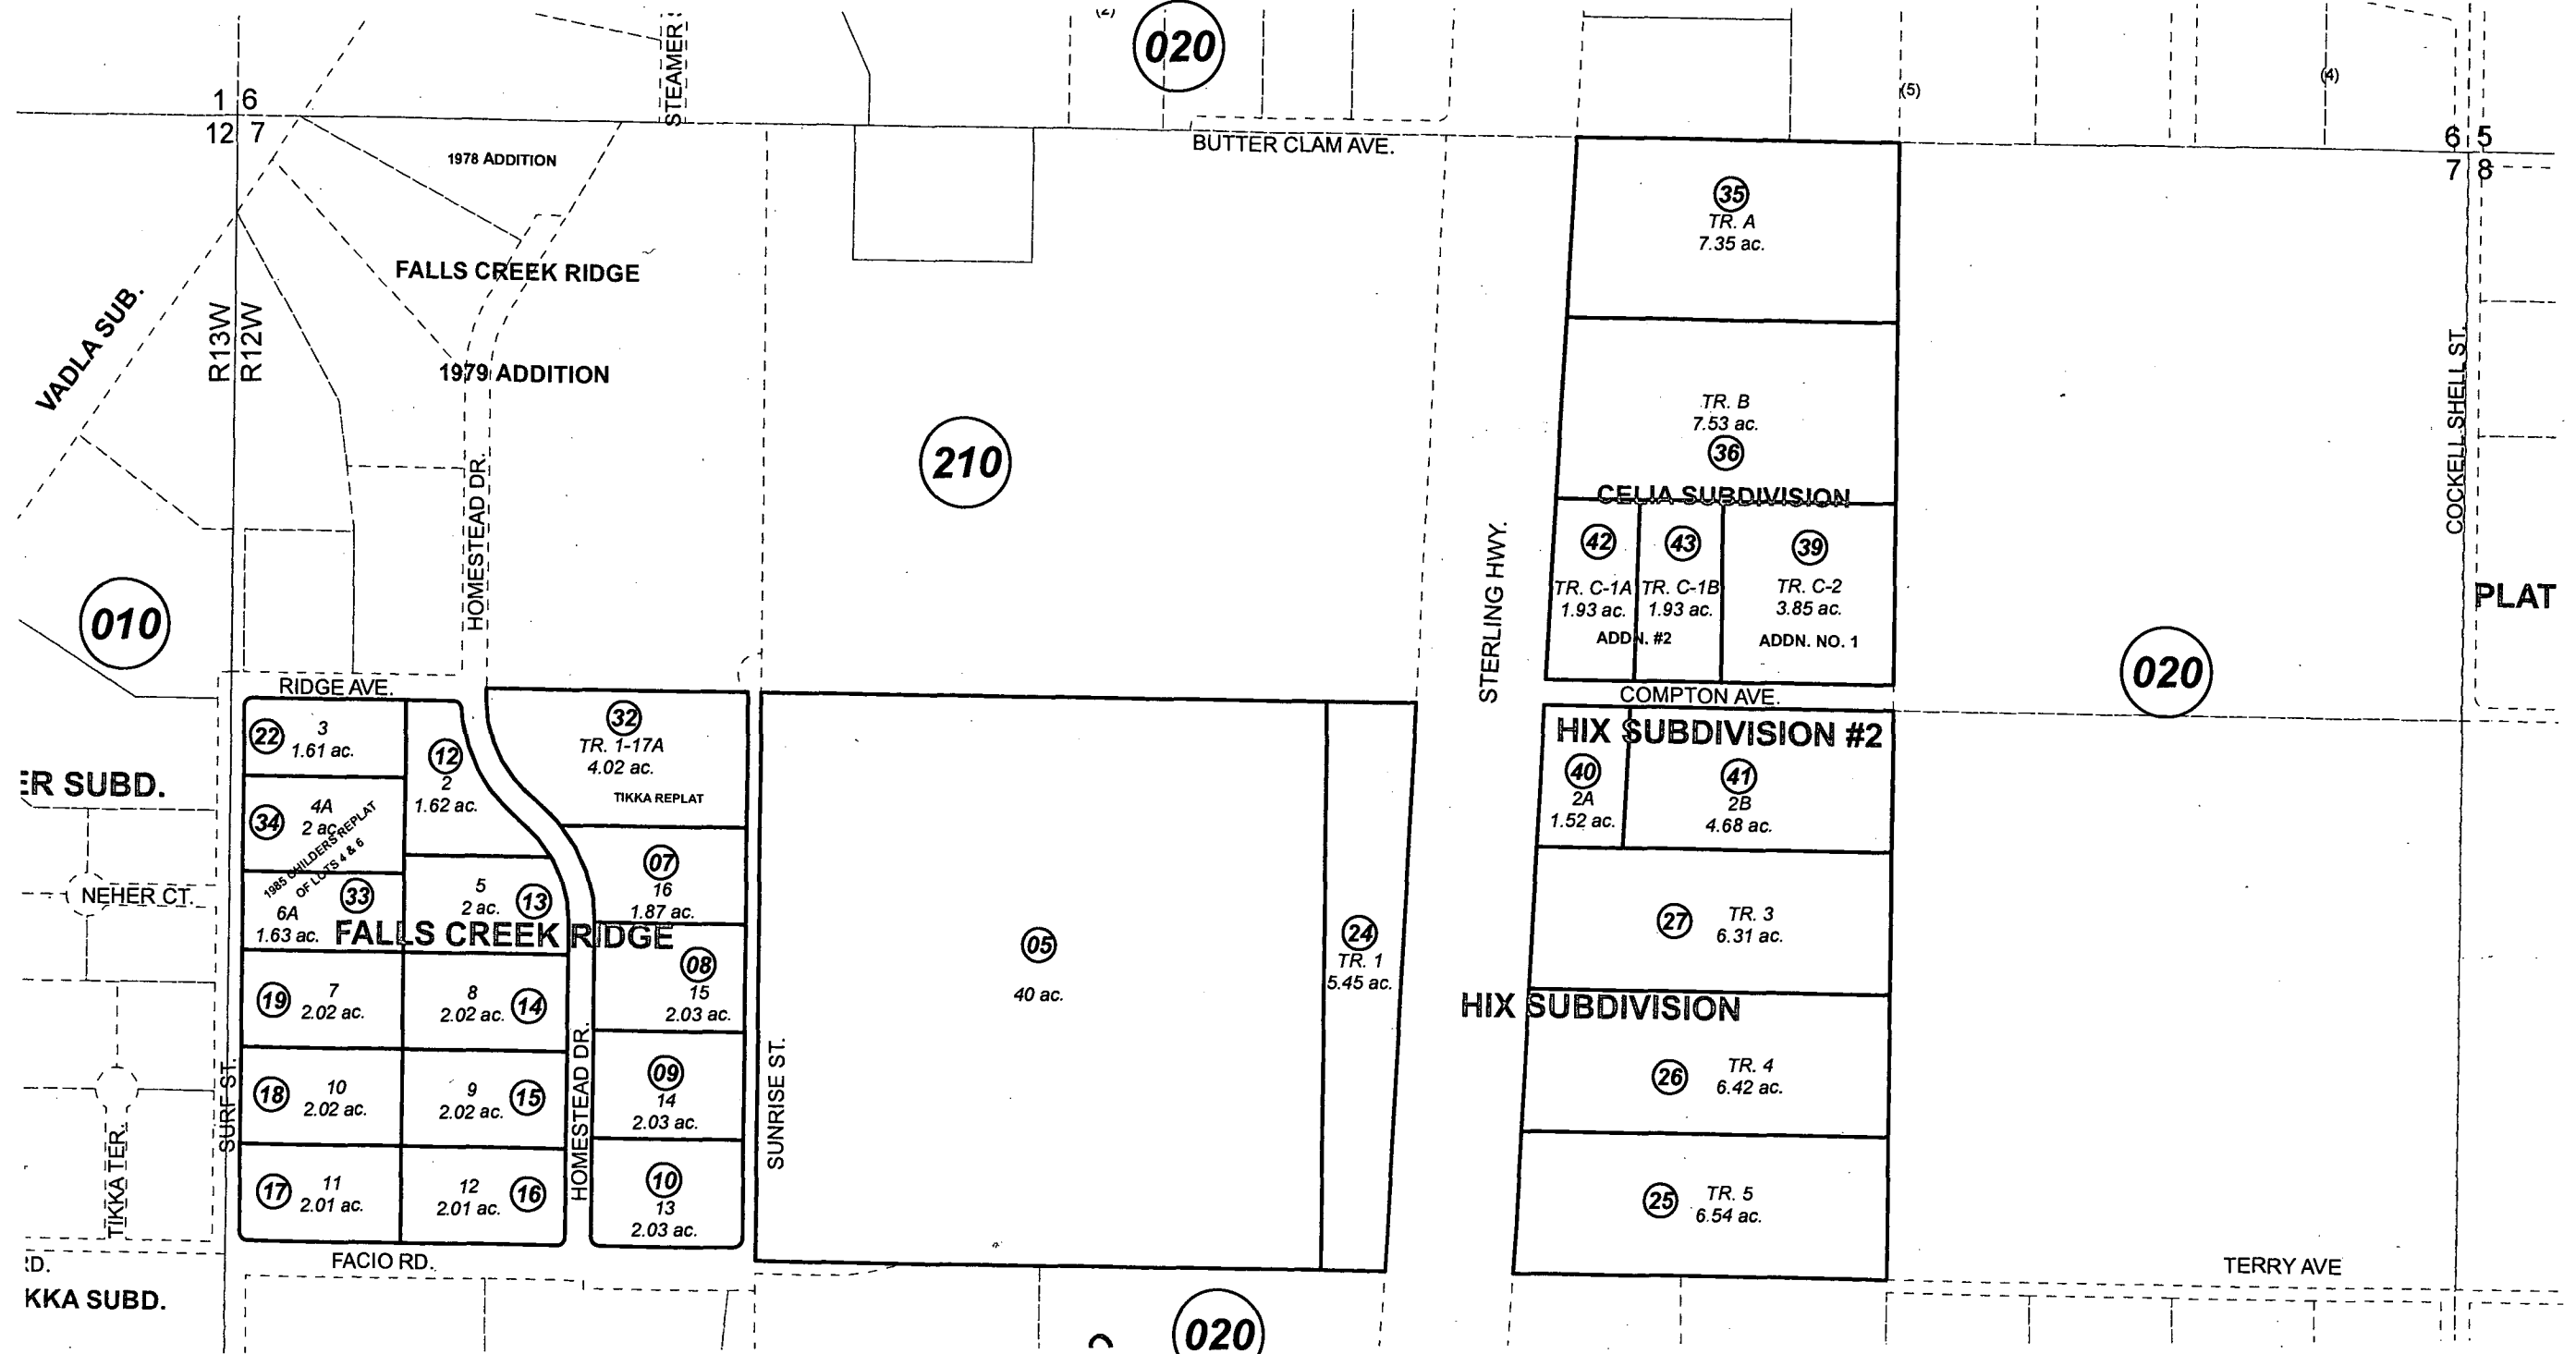 (2)
020
STEAMER
1 6
12 7
BUTTER CLAM AVE.
(5)
(4)
6 5
7 8
1978 ADDITION
FALLS CREEK RIDGE
VADLA SUB.
R13W
R12W
1979 ADDITION
HOMESTEAD DR.
210
010
35
TR. A
7.35 ac.
TR. B
7.53 ac.
36
CELIA SUBDIVISION
42
TR. C-1A
1.93 ac.
43
TR. C-1B
1.93 ac.
ADDN. #2
39
TR. C-2
3.85 ac.
ADDN. NO. 1
STERLING HWY.
COCKELLSHELL ST.
PLAT
020
COMPTON AVE.
HIX SUBDIVISION #2
40
2A
1.52 ac.
41
2B
4.68 ac.
27
TR. 3
6.31 ac.
HIX SUBDIVISION
26
TR. 4
6.42 ac.
25
TR. 5
6.54 ac.
TERRY AVE
RIDGE AVE.
22
3
1.61 ac.
12
2
1.62 ac.
32
TR. 1-17A
4.02 ac.
TIKKA REPLAT
ER SUBD.
34
4A
2 ac.
1985 CHILDERS REPLAT
OF LOTS 4 & 6
33
6A
1.63 ac.
5
2 ac.
13
07
16
1.87 ac.
FALLS CREEK RIDGE
NEHER CT.
08
15
2.03 ac.
05
40 ac.
24
TR. 1
5.45 ac.
19
7
2.02 ac.
8
2.02 ac.
14
09
14
2.03 ac.
18
10
2.02 ac.
9
2.02 ac.
15
17
11
2.01 ac.
12
2.01 ac.
16
10
13
2.03 ac.
SURF ST.
TIKKA TER.
HOMESTEAD DR.
SUNRISE ST.
FACIO RD.
RD.
KKA SUBD.
020